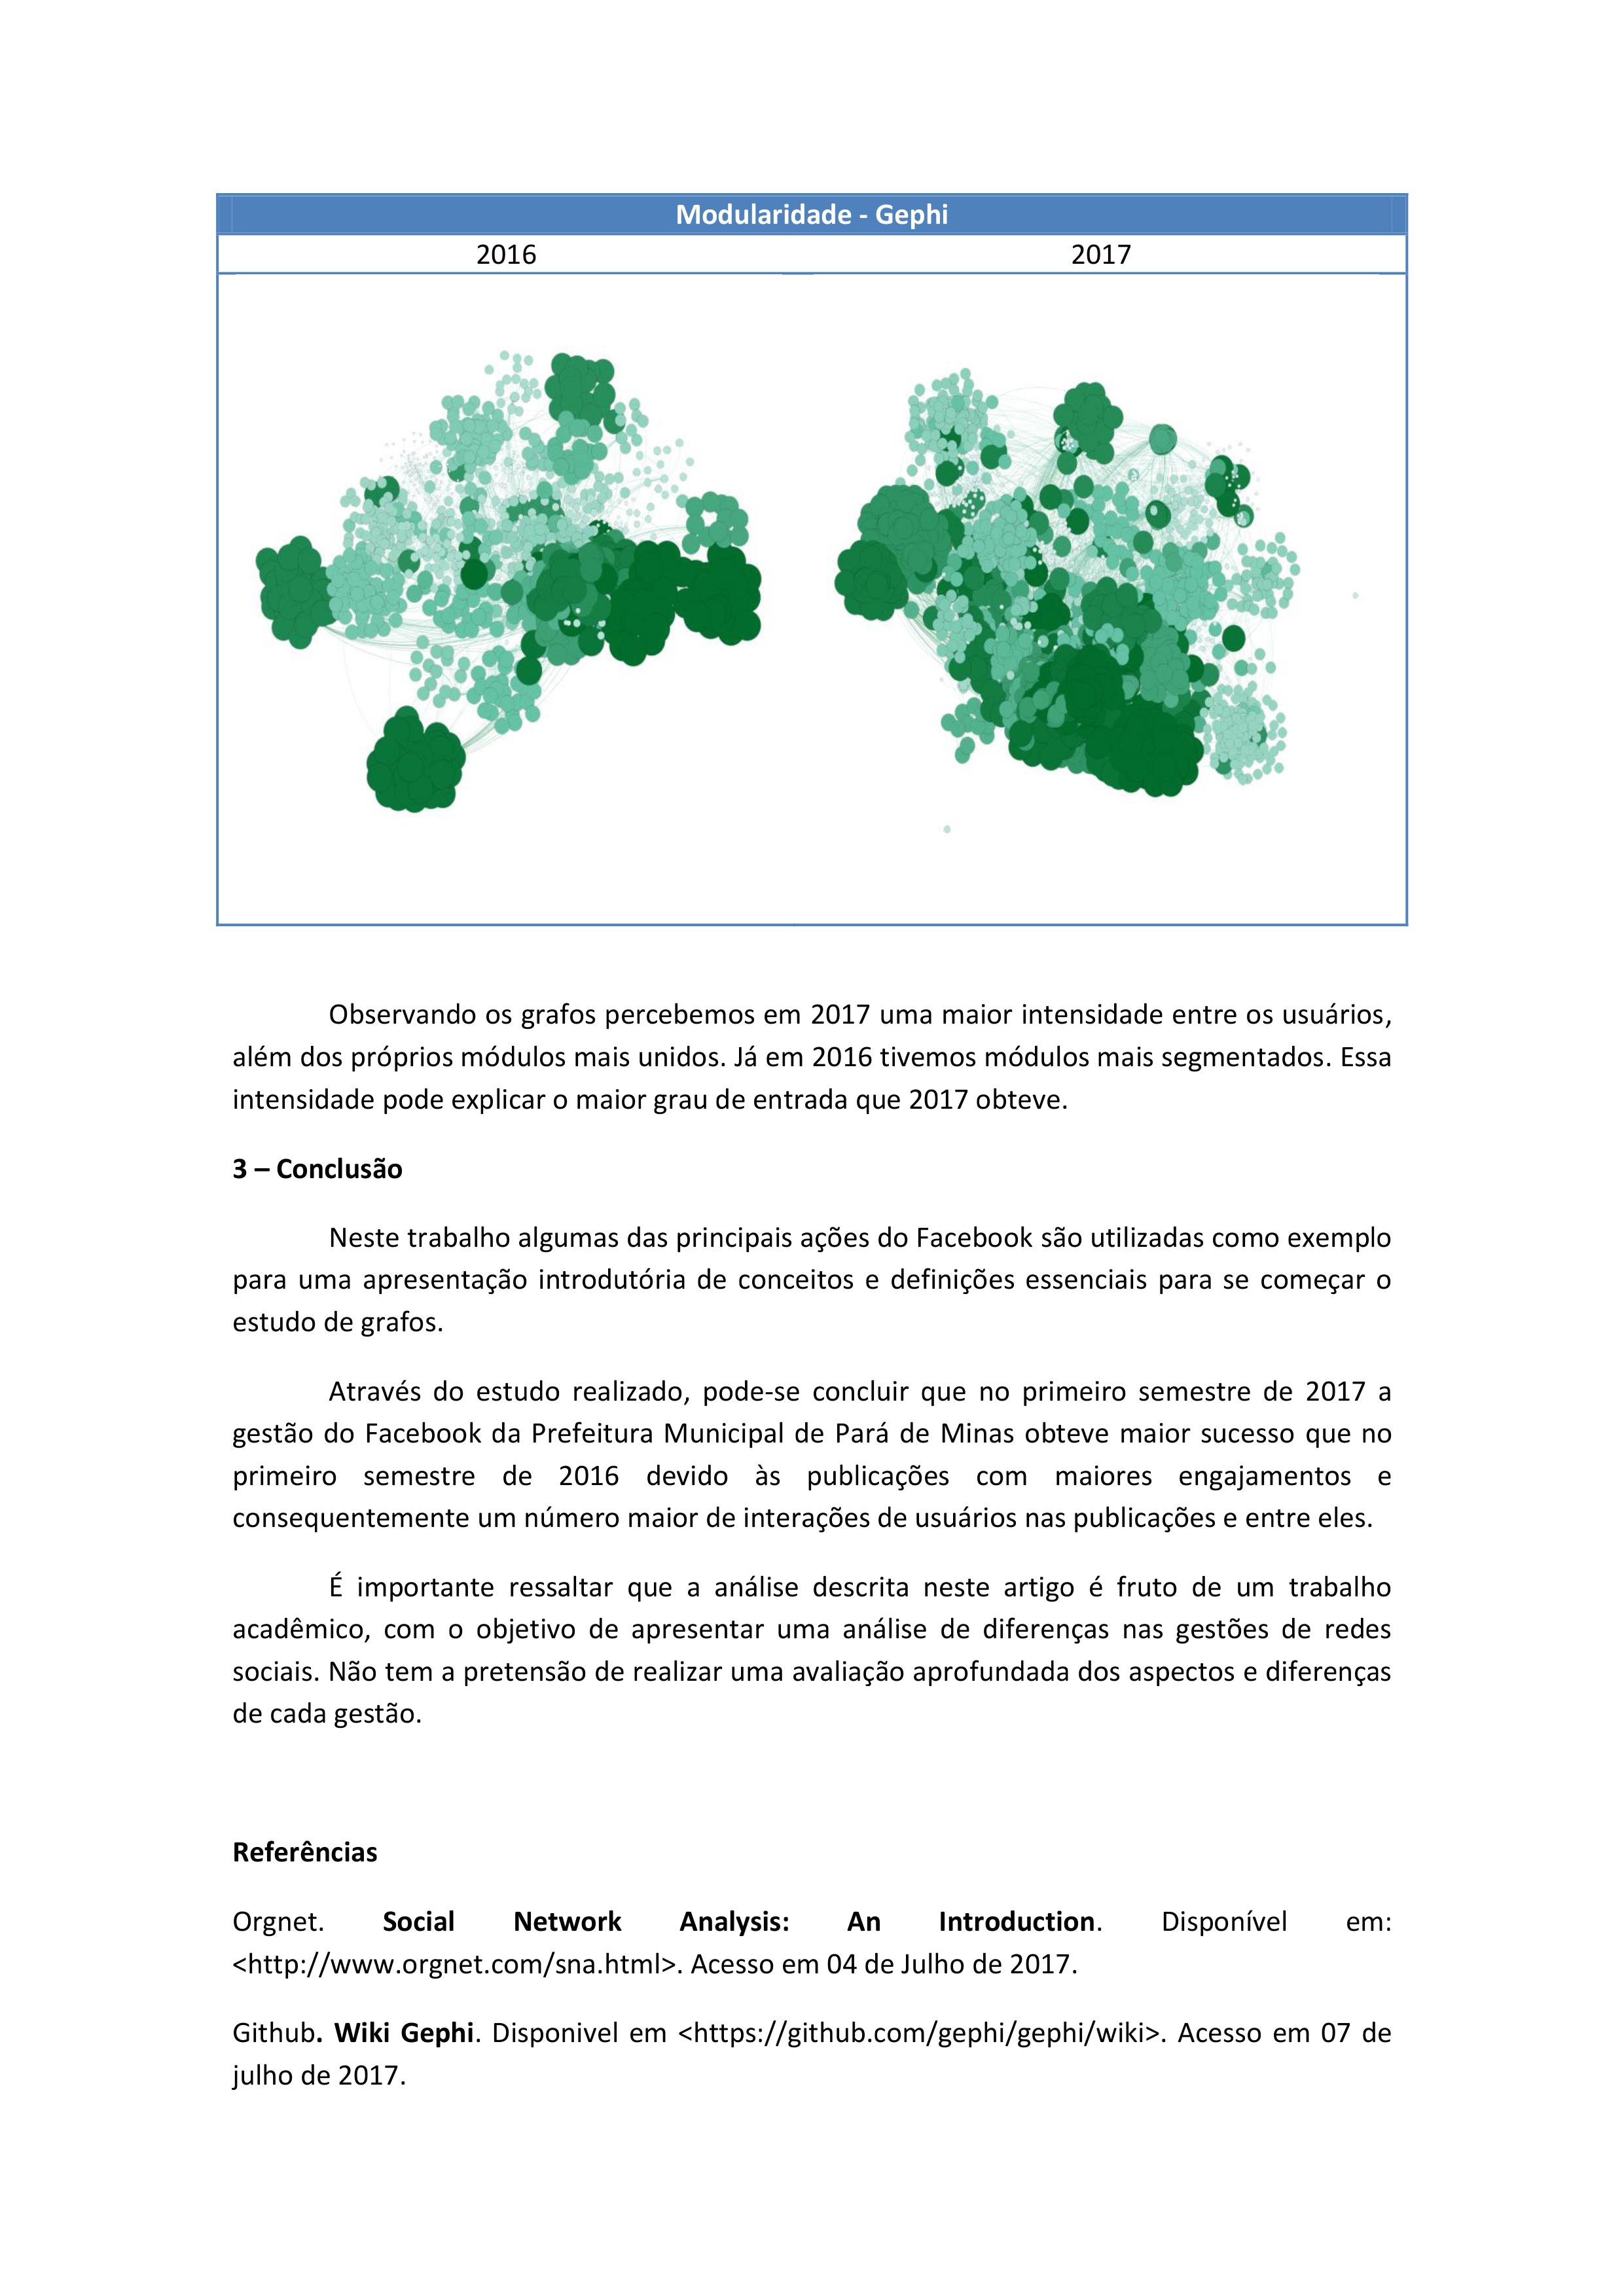 Modularidade - Gephi
2016 2017
Observando os grafos percebemos em 2017 uma maior intensidade entre os usuários,
além dos próprios módulos mais unidos. Já em 2016 tivemos módulos mais segmentados. Essa
intensidade pode explicar o maior grau de entrada que 2017 obteve.
3 – Conclusão
Neste trabalho algumas das principais ações do Facebook são utilizadas como exemplo
para uma apresentação introdutória de conceitos e definições essenciais para se começar o
estudo de grafos.
Através do estudo realizado, pode-se concluir que no primeiro semestre de 2017 a
gestão do Facebook da Prefeitura Municipal de Pará de Minas obteve maior sucesso que no
primeiro semestre de 2016 devido às publicações com maiores engajamentos e
consequentemente um número maior de interações de usuários nas publicações e entre eles.
É importante ressaltar que a análise descrita neste artigo é fruto de um trabalho
acadêmico, com o objetivo de apresentar uma análise de diferenças nas gestões de redes
sociais. Não tem a pretensão de realizar uma avaliação aprofundada dos aspectos e diferenças
de cada gestão.
Referências
Orgnet. Social Network Analysis: An Introduction. Disponível em:
<http://www.orgnet.com/sna.html>. Acesso em 04 de Julho de 2017.
Github. Wiki Gephi. Disponivel em <https://github.com/gephi/gephi/wiki>. Acesso em 07 de
julho de 2017.